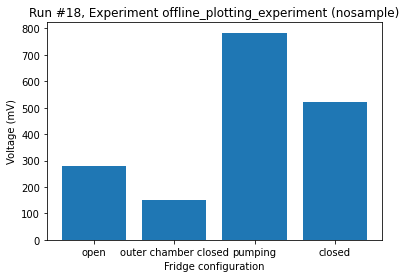 Run #18, Experiment offline_plotting_experiment (nosample)
Voltage (mV)
800
700
600
500
400
300
200
100
0
open outer chamber closed pumping closed
Fridge configuration